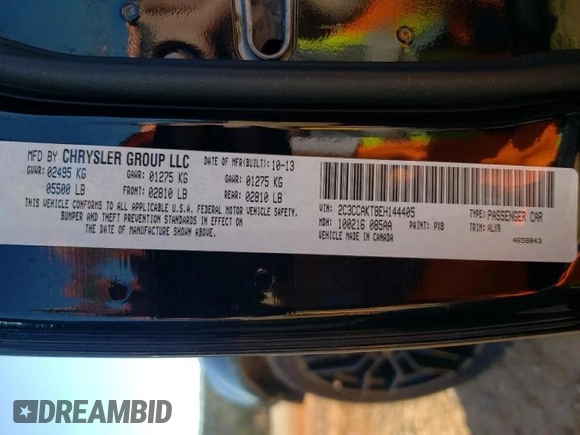 MFD BY CHRYSLER GROUP LLC
DATE OF MFR(BUILT): 10-13
GVWR: 02495 KG GAWR: 01275 KG GAWR: 01275 KG
05500 LB FRONT: 02810 LB REAR: 02810 LB
THIS VEHICLE CONFORMS TO ALL APPLICABLE U.S.A. FEDERAL MOTOR VEHICLE SAFETY,
BUMPER AND THEFT PREVENTION STANDARDS IN EFFECT ON
THE DATE OF MANUFACTURE SHOWN ABOVE.
VIN: 2C3CCAKT8EH144405 TYPE: PASSENGER CAR
MDH: 100216 085AA PAINT: PX8 TRIM: ALX9
VEHICLE MADE IN CANADA 4658843
DREAMBID